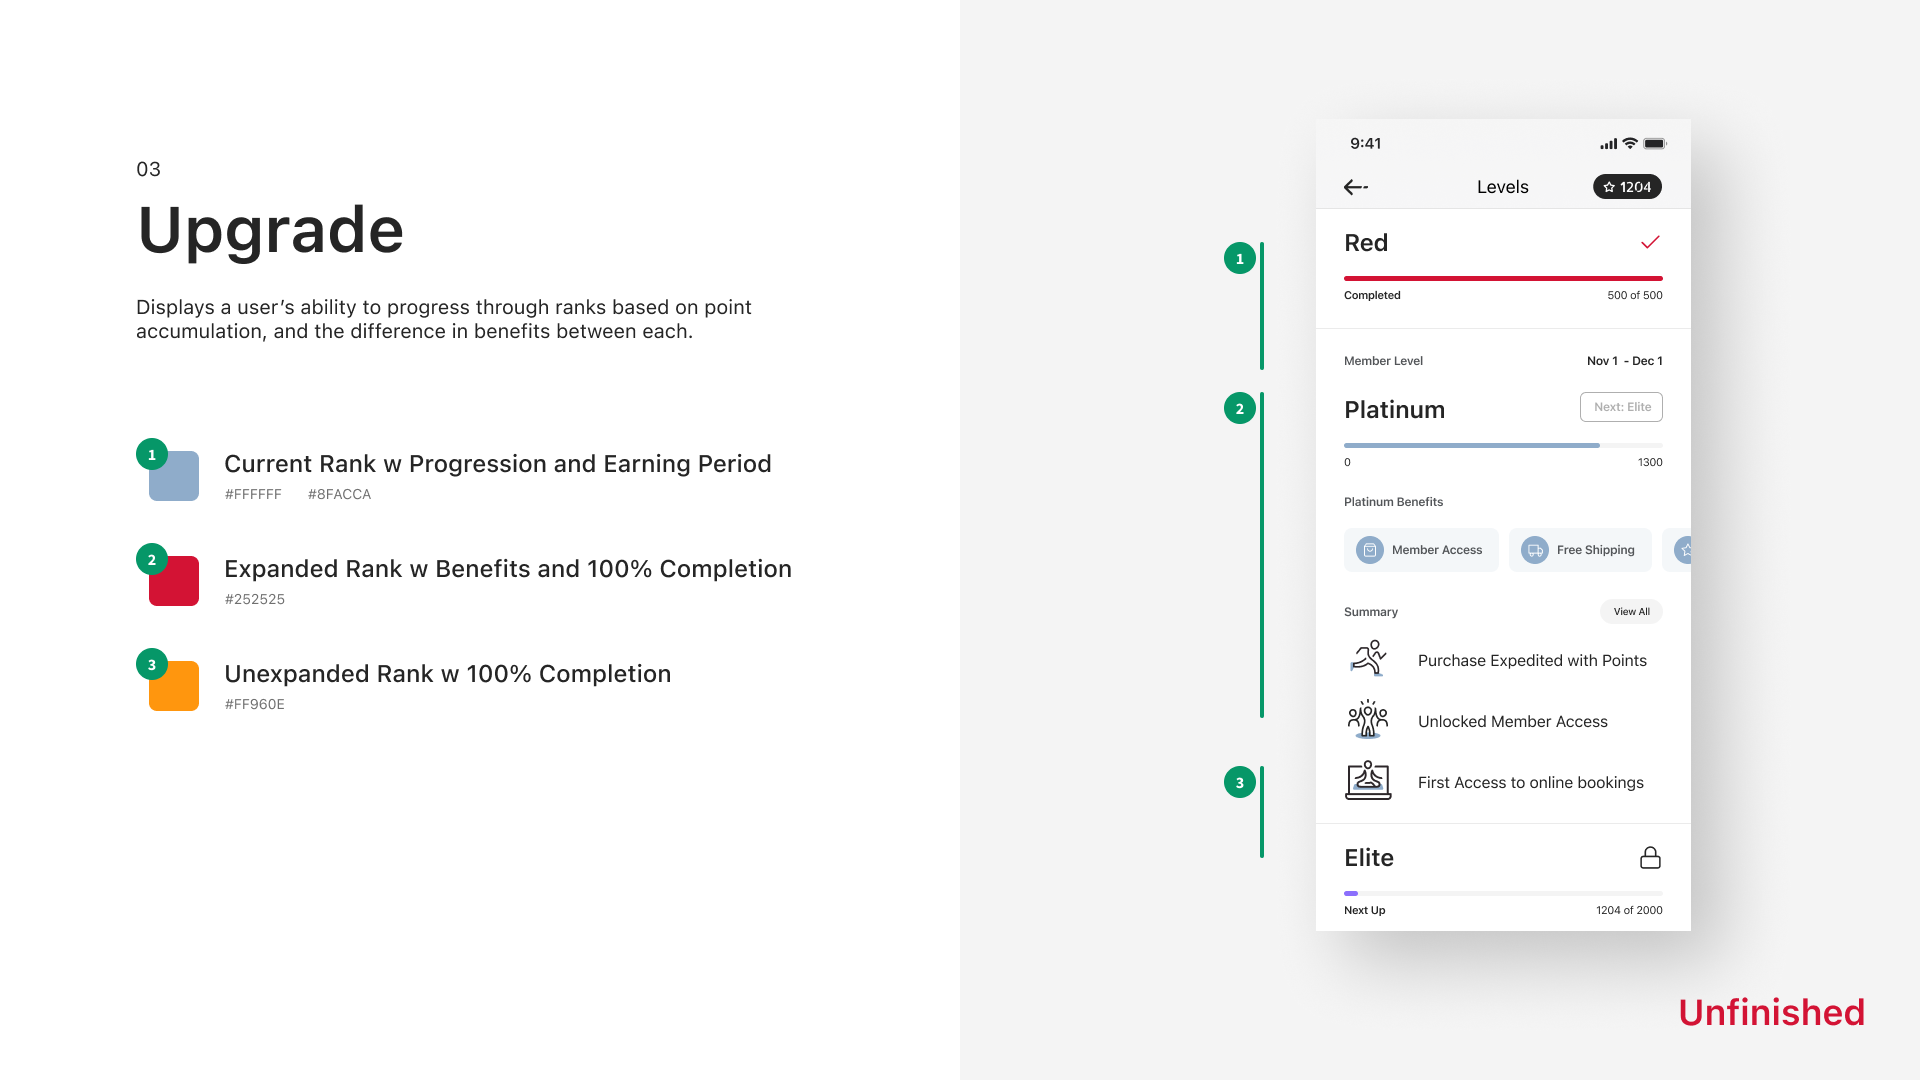 03
Upgrade
Displays a user’s ability to progress through ranks based on point
accumulation, and the difference in benefits between each.
1
Current Rank w Progression and Earning Period
#FFFFFF #8FACCA
2
Expanded Rank w Benefits and 100% Completion
#252525
3
Unexpanded Rank w 100% Completion
#FF960E
9:41
Levels
1204
1
Red
Completed 500 of 500
Member Level Nov 1 - Dec 1
2
Platinum Next: Elite
0 1300
Platinum Benefits
Member Access Free Shipping
Summary View All
Purchase Expedited with Points
Unlocked Member Access
3
First Access to online bookings
Elite
Next Up 1204 of 2000
Unfinished